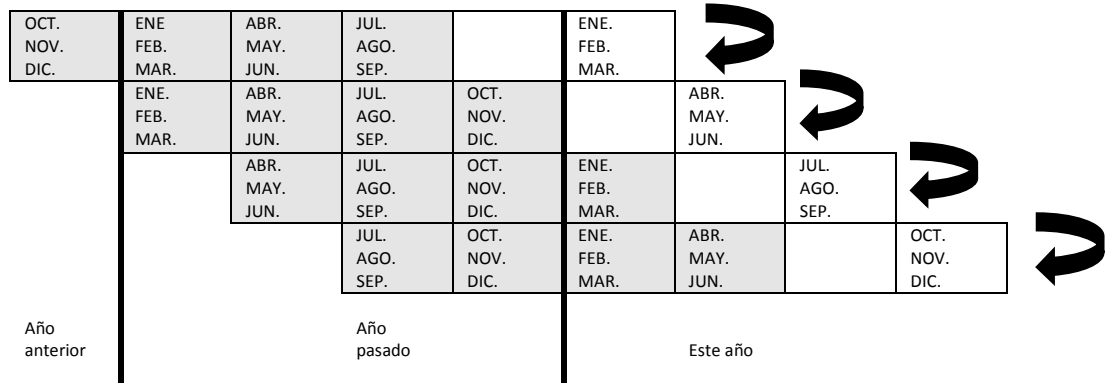 OCT. ENE ABR. JUL. ENE.
NOV. FEB. MAY. AGO. FEB.
DIC. MAR. JUN. SEP. MAR.
ENE. ABR. JUL. OCT. ABR.
FEB. MAY. AGO. NOV. MAY.
MAR. JUN. SEP. DIC. JUN.
ABR. JUL. OCT. ENE. JUL.
MAY. AGO. NOV. FEB. AGO.
JUN. SEP. DIC. MAR. SEP.
JUL. OCT. ENE. ABR. OCT.
AGO. NOV. FEB. MAY. NOV.
SEP. DIC. MAR. JUN. DIC.
Año
anterior
Año
pasado
Este año